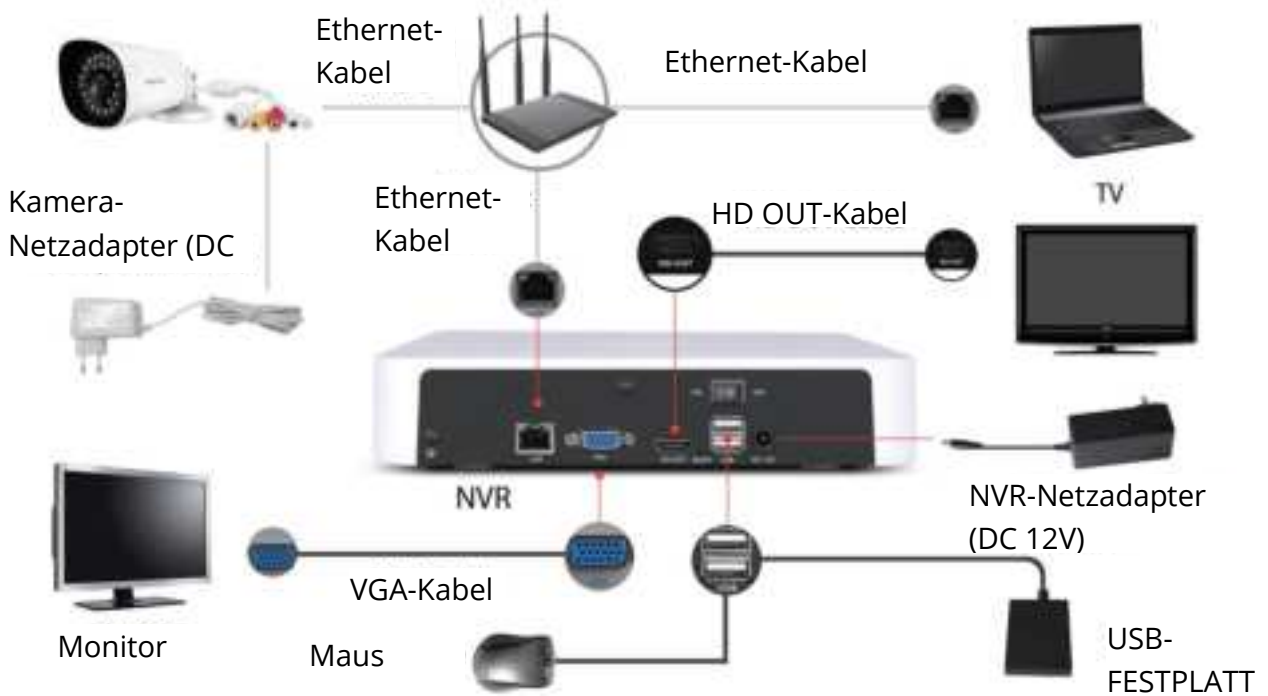 Ethernet-
Kabel
Ethernet-Kabel
Kamera-
Netzadapter (DC
Ethernet-
Kabel
HD OUT-Kabel
TV
NVR
NVR-Netzadapter
(DC 12V)
VGA-Kabel
Monitor
Maus
USB-
FESTPLATT